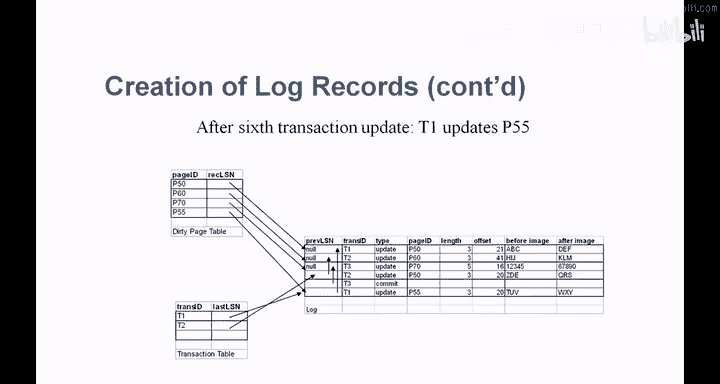 bilibili
Creation of Log Records (cont'd)
After sixth transaction update: T1 updates P55
pageID recLSN
P50
P60
P70
P55
Dirty Page Table
prevLSN transID type pageID length offset before image after image
null T1 update P50 3 21 ABC DEF
null T2 update P60 3 41 HIJ KLM
null T3 update P70 5 16 12345 67890
T2 update P50 3 20 ZDE QRS
T3 commit
T1 update P55 3 20 TUV WXY
Log
transID lastLSN
T1
T2
Transaction Table